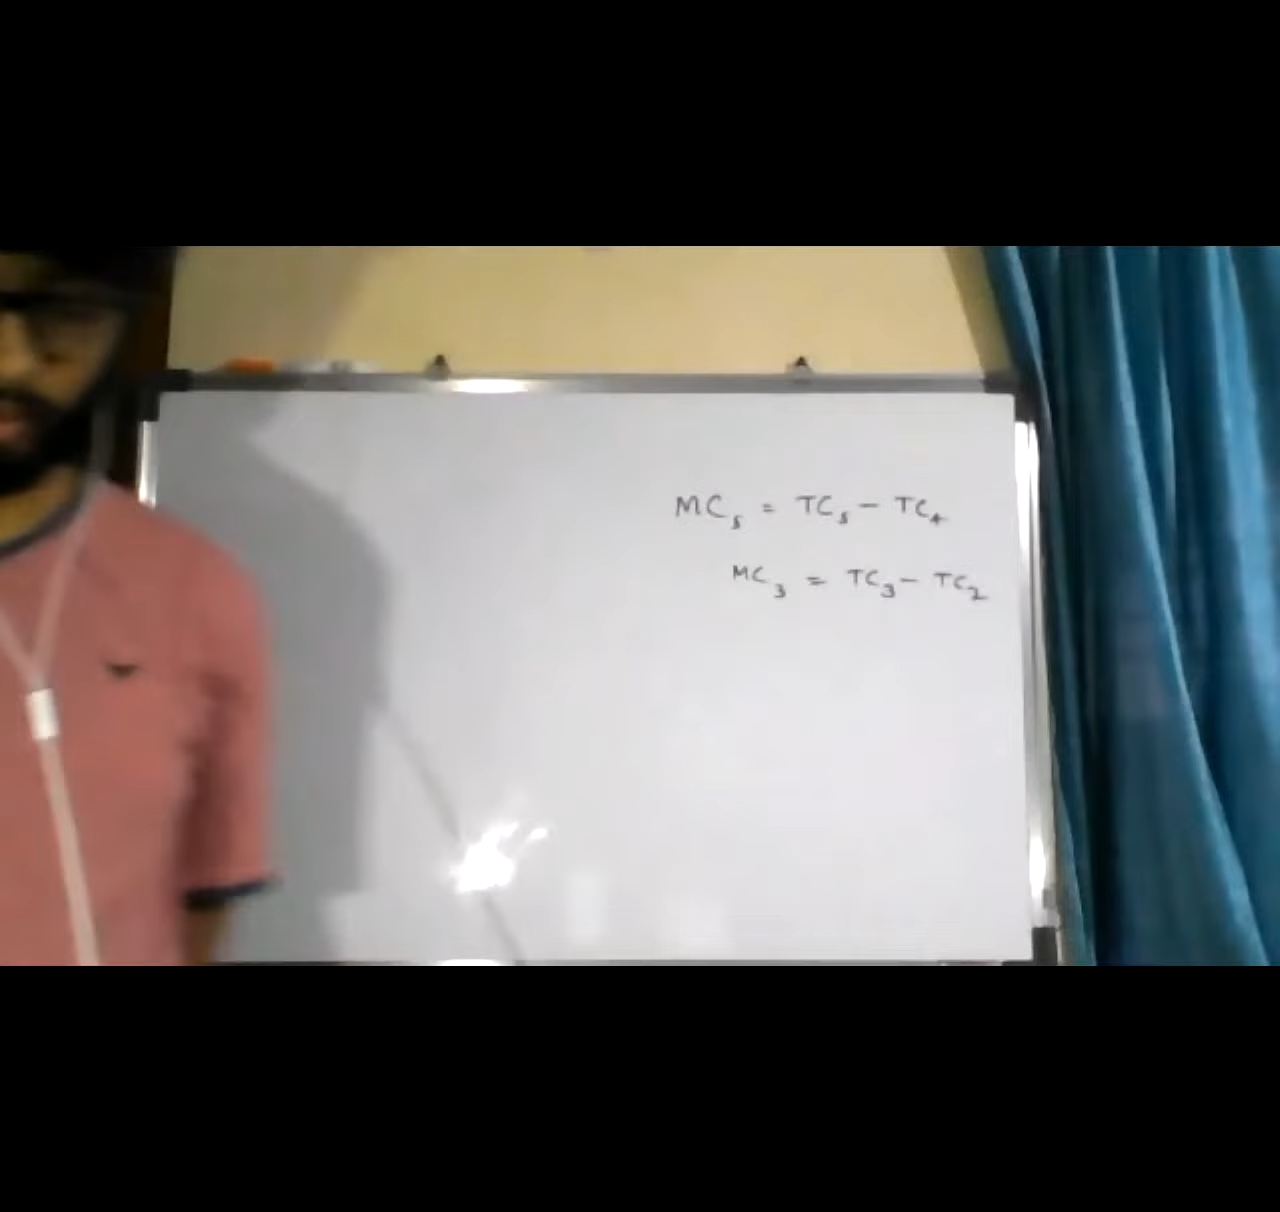 MC₅ = TC₅ - TC₄
MC₃ = TC₃ - TC₂